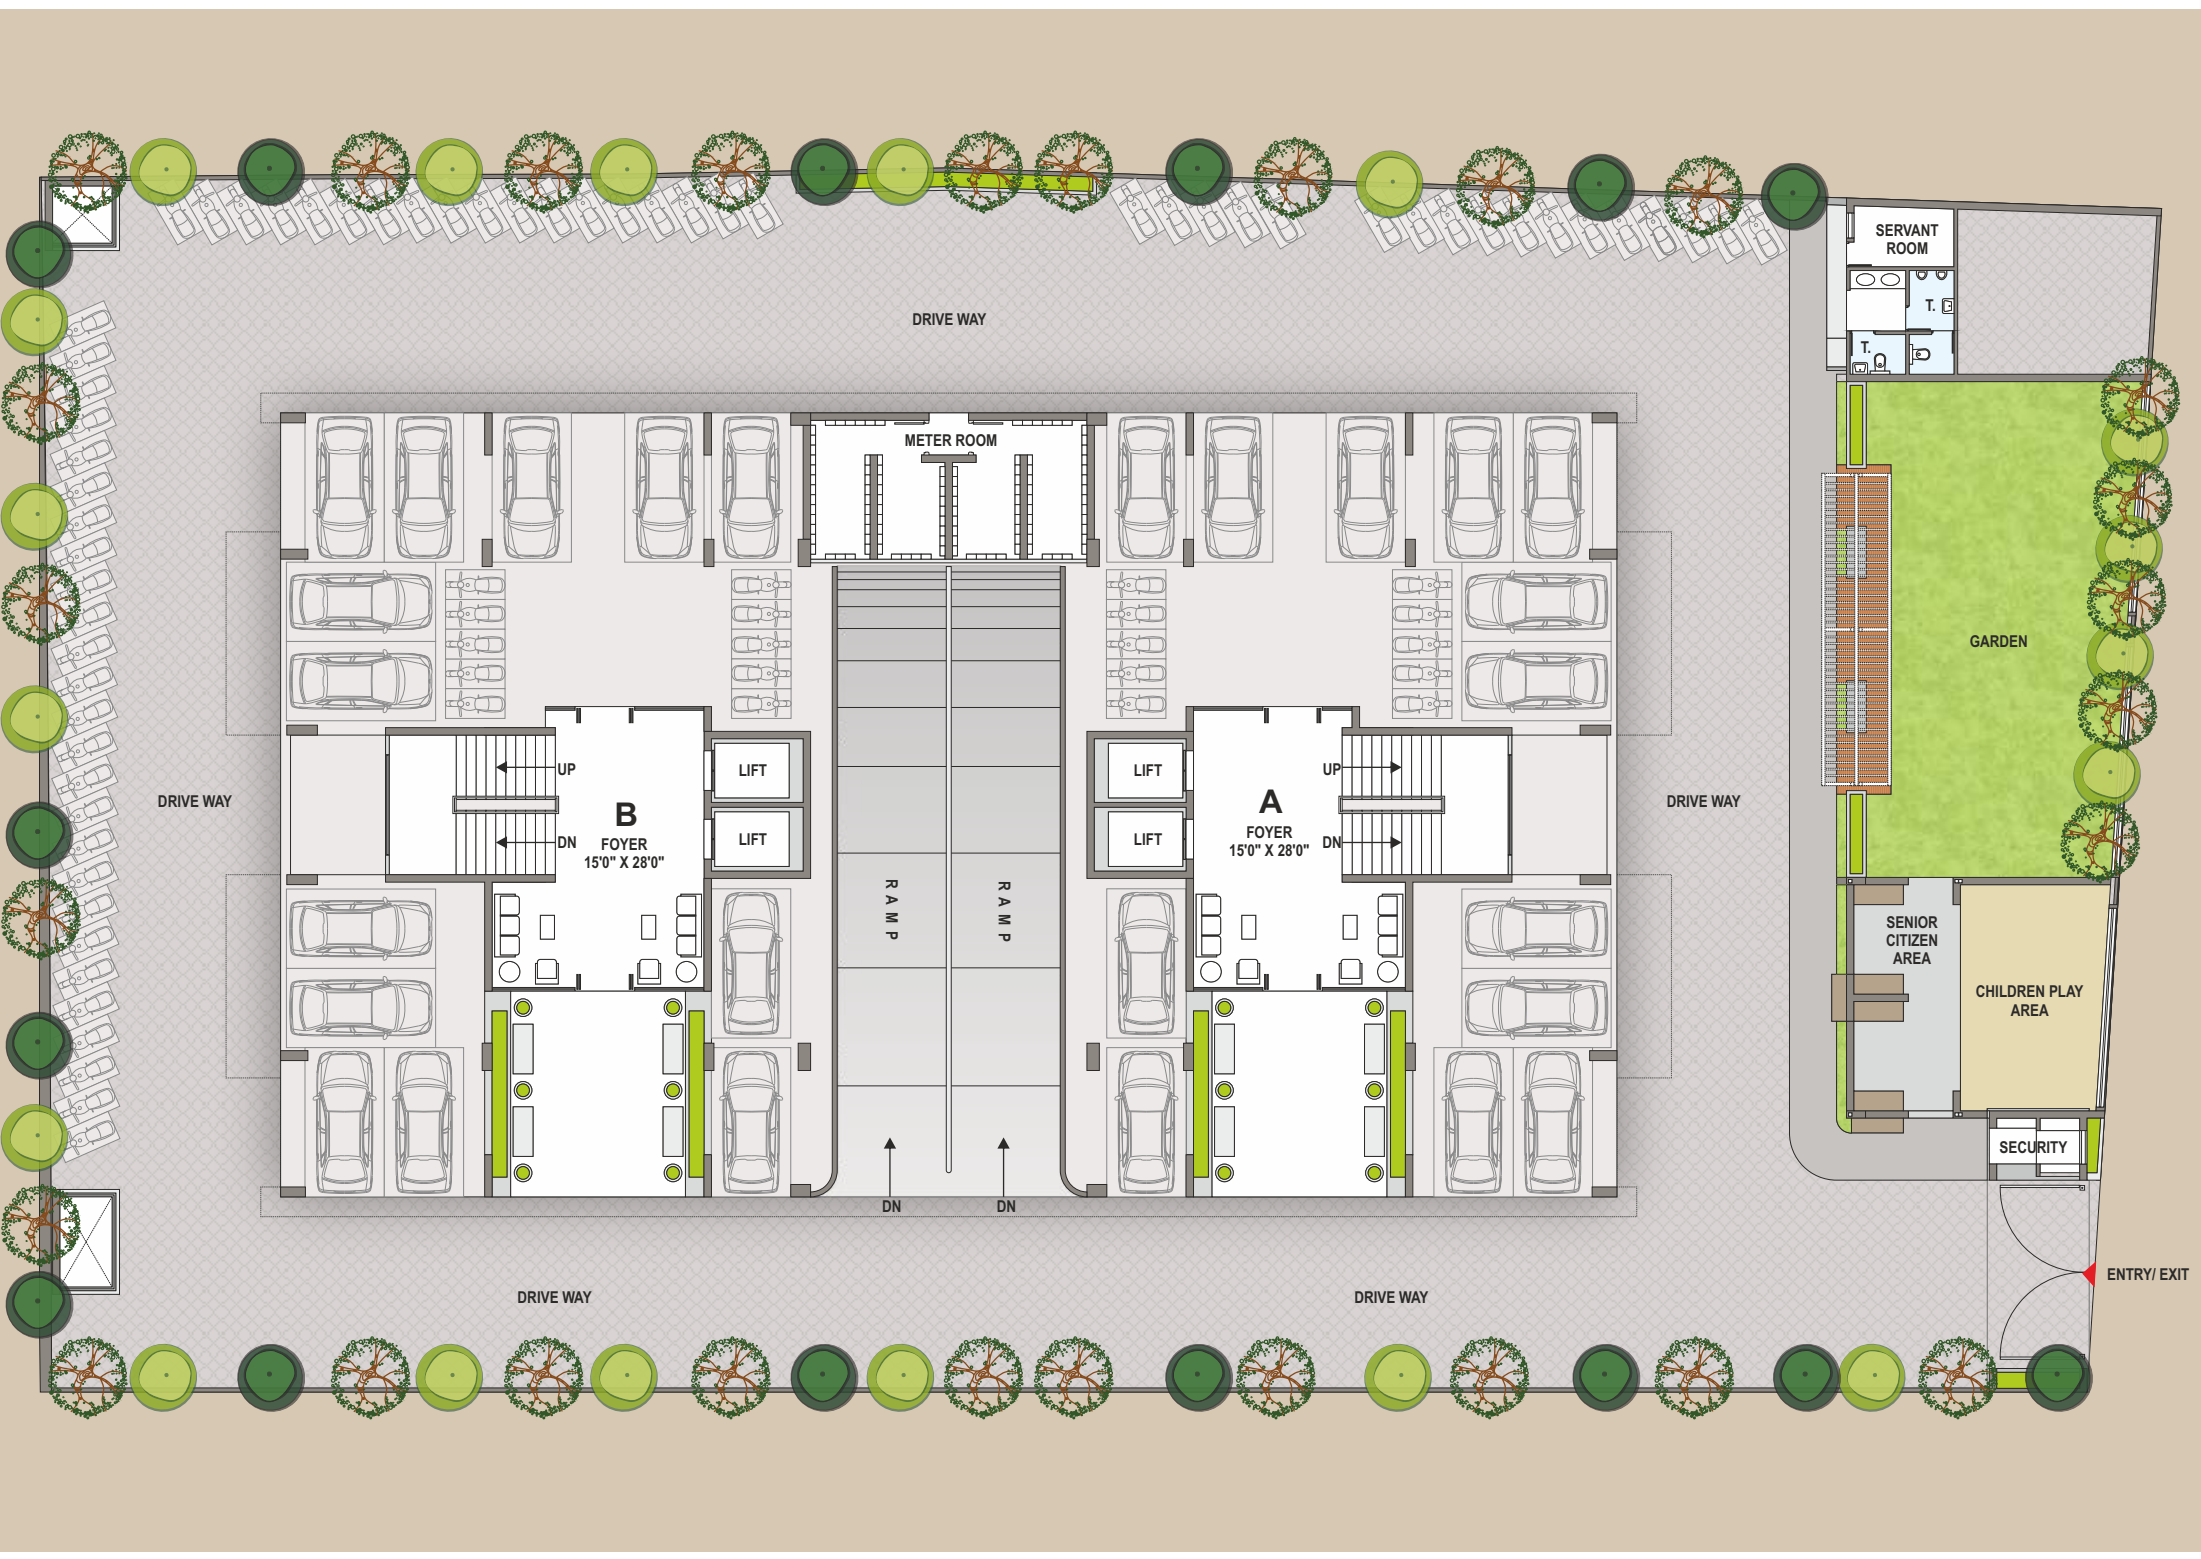 SERVANT
ROOM
T.
T.
DRIVE WAY
METER ROOM
GARDEN
UP
DN
B
FOYER
15'0" X 28'0"
LIFT
LIFT
LIFT
LIFT
A
FOYER
15'0" X 28'0"
UP
DN
DRIVE WAY
DRIVE WAY
RAMP
RAMP
SENIOR
CITIZEN
AREA
CHILDREN PLAY
AREA
SECURITY
DN
DN
ENTRY/ EXIT
DRIVE WAY
DRIVE WAY